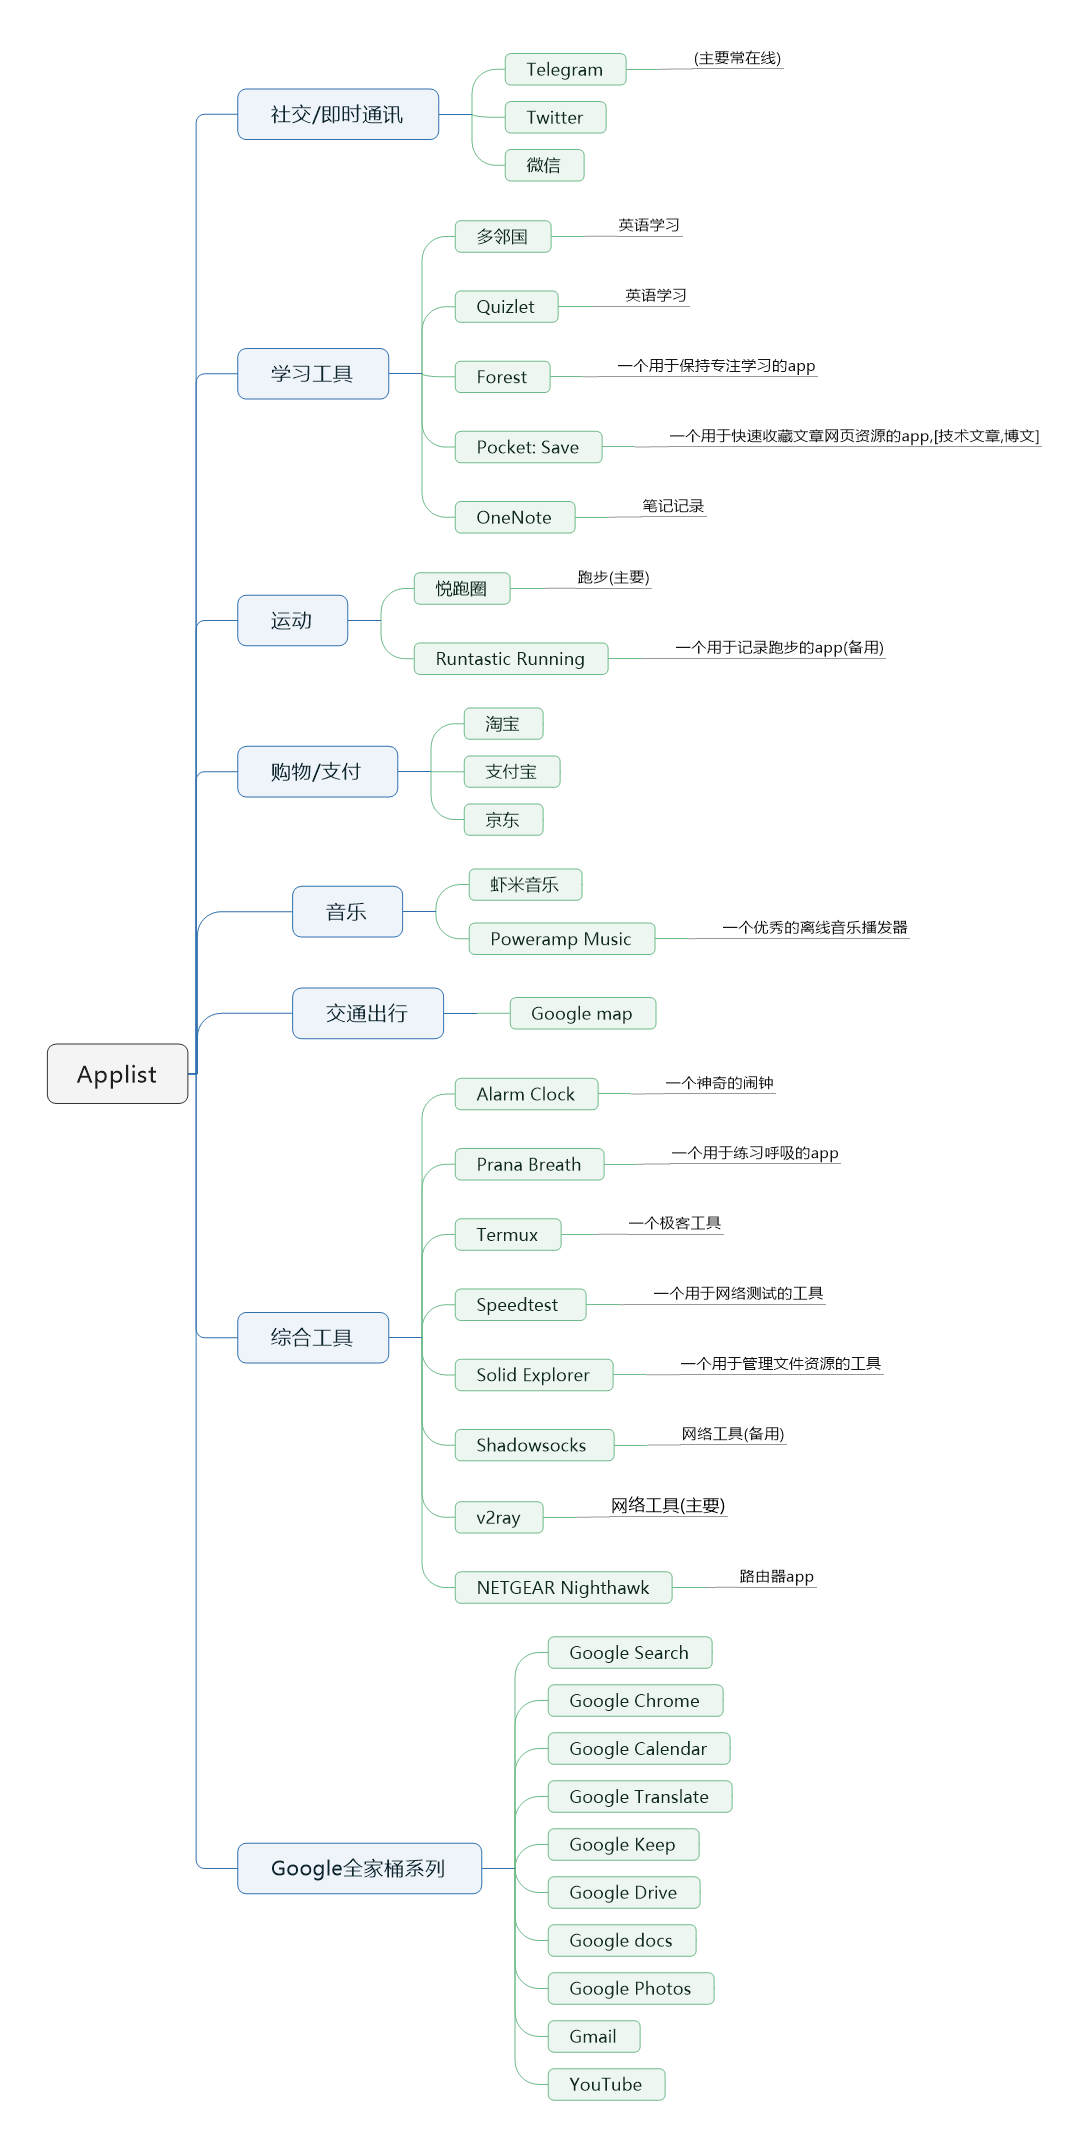 Applist
社交/即时通讯
Telegram
(主要常在线)
Twitter
微信
学习工具
多邻国
英语学习
Quizlet
英语学习
Forest
一个用于保持专注学习的app
Pocket: Save
一个用于快速收藏文章网页资源的app,[技术文章,博文]
OneNote
笔记记录
运动
悦跑圈
跑步(主要)
Runtastic Running
一个用于记录跑步的app(备用)
购物/支付
淘宝
支付宝
京东
音乐
虾米音乐
Poweramp Music
一个优秀的离线音乐播发器
交通出行
Google map
综合工具
Alarm Clock
一个神奇的闹钟
Prana Breath
一个用于练习呼吸的app
Termux
一个极客工具
Speedtest
一个用于网络测试的工具
Solid Explorer
一个用于管理文件资源的工具
Shadowsocks
网络工具(备用)
v2ray
网络工具(主要)
NETGEAR Nighthawk
路由器app
Google全家桶系列
Google Search
Google Chrome
Google Calendar
Google Translate
Google Keep
Google Drive
Google docs
Google Photos
Gmail
YouTube